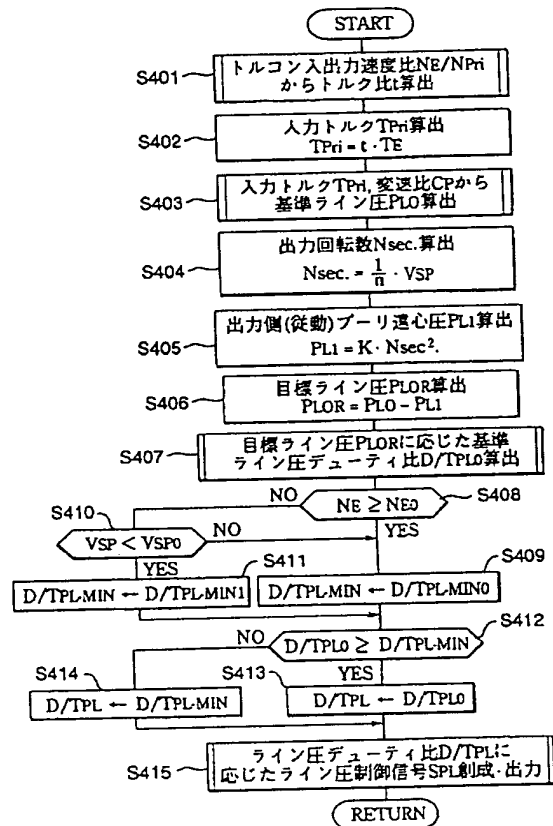 START
S401
トルコン入出力速度比NE/NPri
からトルク比t算出
S402
入力トルクTPri算出
TPri = t・TE
S403
入力トルクTPri, 変速比CPから
基準ライン圧PL0算出
S404
出力回転数Nsec.算出
Nsec. = 1/n・VSP
S405
出力側(従動)プーリ遠心圧PL1算出
PL1 = K・Nsec².
S406
目標ライン圧PLOR算出
PLOR = PL0 − PL1
S407
目標ライン圧PLORに応じた基準
ライン圧デューティ比D/TPL0算出
S408
NE ≥ NE0
NO
YES
S410
VSP < VSP0
NO
YES
S411
D/TPL-MIN ← D/TPL-MIN1
S409
D/TPL-MIN ← D/TPL-MIN0
S412
D/TPL0 ≥ D/TPL-MIN
NO
YES
S414
D/TPL ← D/TPL-MIN
S413
D/TPL ← D/TPL0
S415
ライン圧デューティ比D/TPLに
応じたライン圧制御信号SPL創成・出力
RETURN